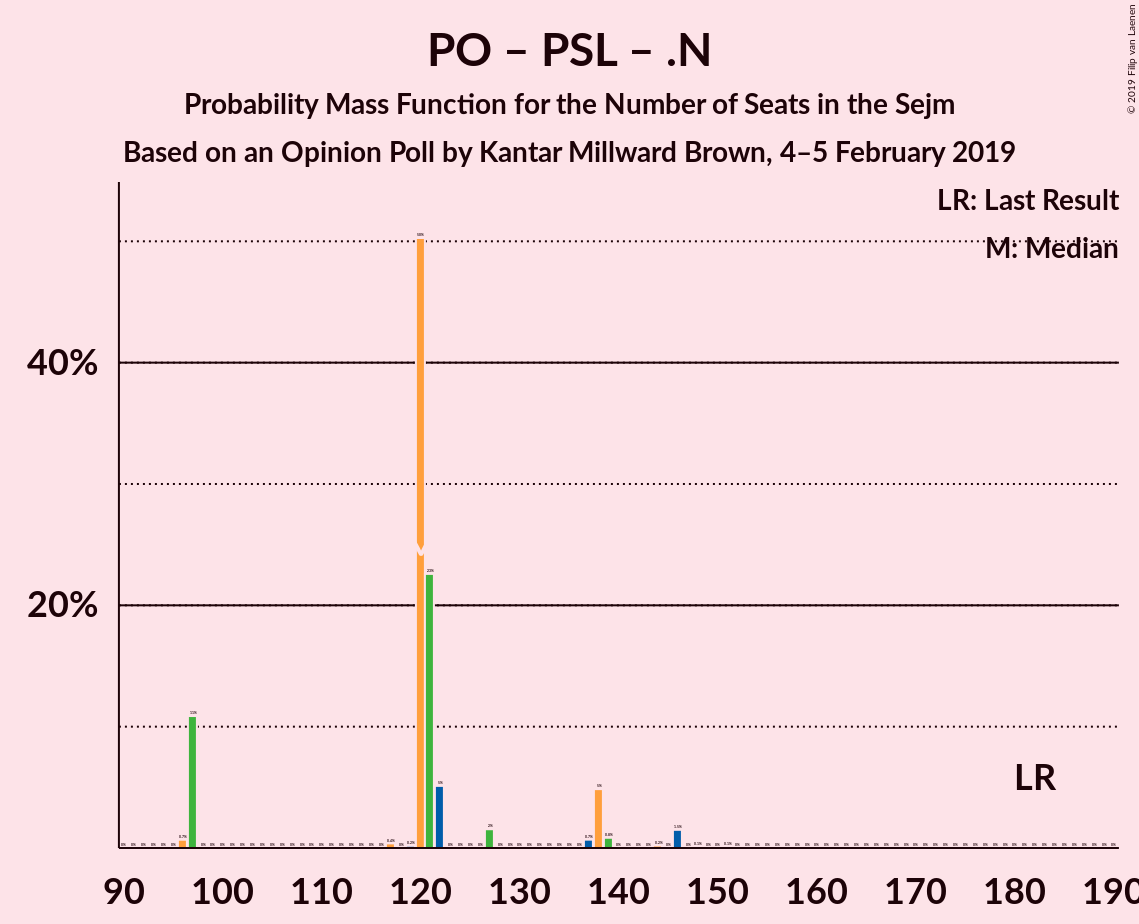 PO – PSL – .N
Probability Mass Function for the Number of Seats in the Sejm
Based on an Opinion Poll by Kantar Millward Brown, 4–5 February 2019
© 2019 Filip van Laenen
LR: Last Result
M: Median
40%
20%
M
LR
90 100 110 120 130 140 150 160 170 180 190